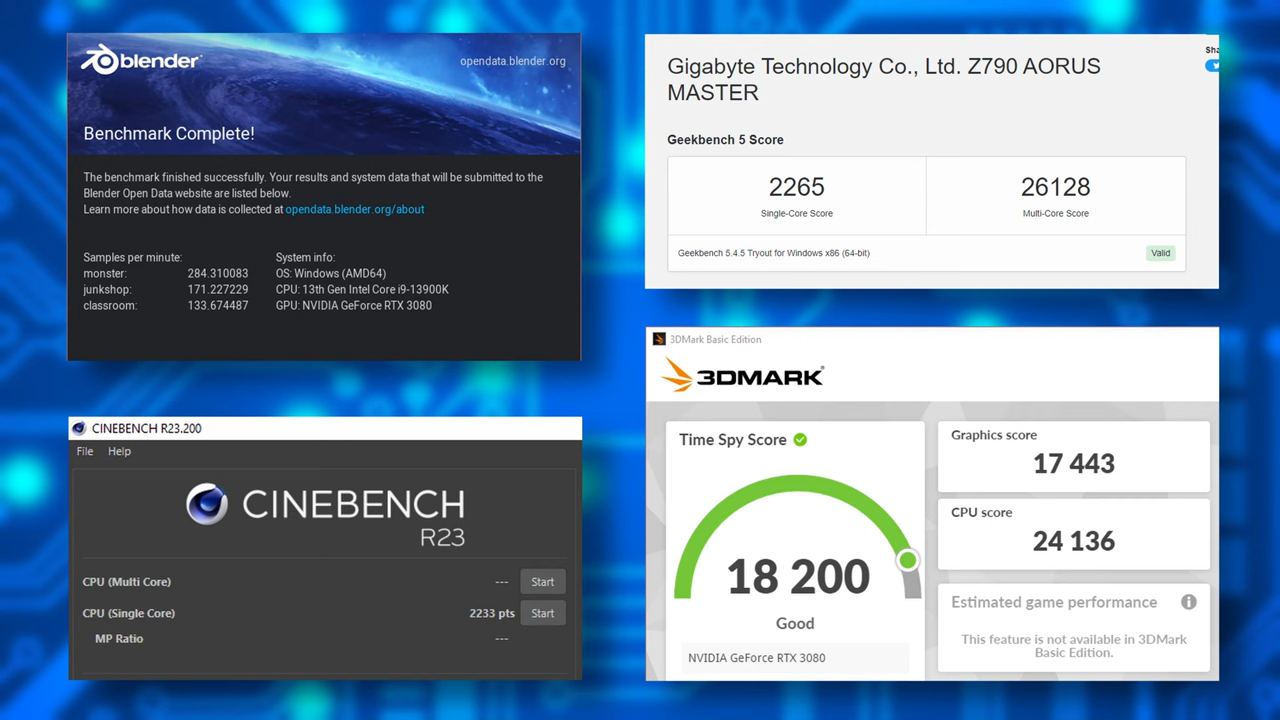 blender
opendata.blender.org
Benchmark Complete!
The benchmark finished successfully. Your results and system data that will be submitted to the
Blender Open Data website are listed below.
Learn more about how data is collected at opendata.blender.org/about
Samples per minute:
monster: 284.310083
junkshop: 171.227229
classroom: 133.674487
System info:
OS: Windows (AMD64)
CPU: 13th Gen Intel Core i9-13900K
GPU: NVIDIA GeForce RTX 3080
Gigabyte Technology Co., Ltd. Z790 AORUS
MASTER
Sha
Geekbench 5 Score
2265
Single-Core Score
26128
Multi-Core Score
Geekbench 5.4.5 Tryout for Windows x86 (64-bit)
Valid
CINEBENCH R23.200
File Help
CINEBENCH
R23
CPU (Multi Core) --- Start
CPU (Single Core) 2233 pts Start
MP Ratio ---
3DMark Basic Edition
3DMARK
Time Spy Score
18 200
Good
NVIDIA GeForce RTX 3080
Graphics score
17 443
CPU score
24 136
Estimated game performance
This feature is not available in 3DMark
Basic Edition.